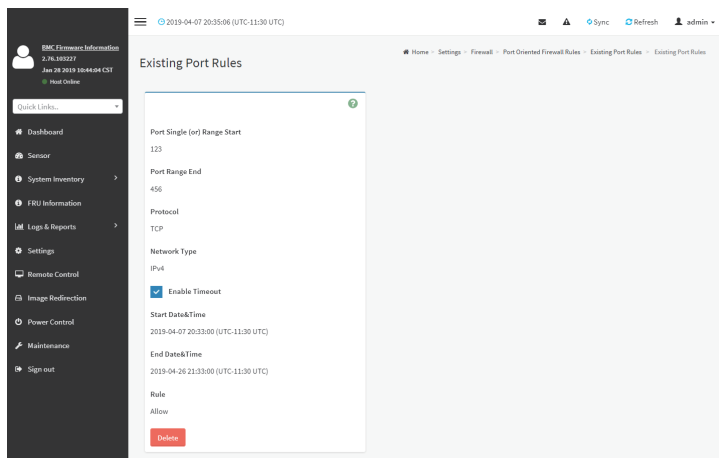 2019-04-07 20:35:06 (UTC-11:30 UTC)
Sync
Refresh
admin
BMC Firmware Information
2.76.103227
Jan 28 2019 10:44:04 CST
Host Online
Quick Links..
Dashboard
Sensor
System Inventory
FRU Information
Logs & Reports
Settings
Remote Control
Image Redirection
Power Control
Maintenance
Sign out
Existing Port Rules
Home > Settings > Firewall > Port Oriented Firewall Rules > Existing Port Rules > Existing Port Rules
Port Single (or) Range Start
123
Port Range End
456
Protocol
TCP
Network Type
IPv4
Enable Timeout
Start Date&Time
2019-04-07 20:33:00 (UTC-11:30 UTC)
End Date&Time
2019-04-26 21:33:00 (UTC-11:30 UTC)
Rule
Allow
Delete